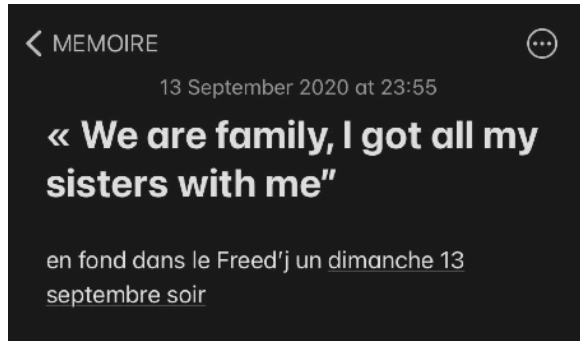 MEMOIRE
13 September 2020 at 23:55
« We are family, I got all my
sisters with me”
en fond dans le Freed’j un dimanche 13
septembre soir